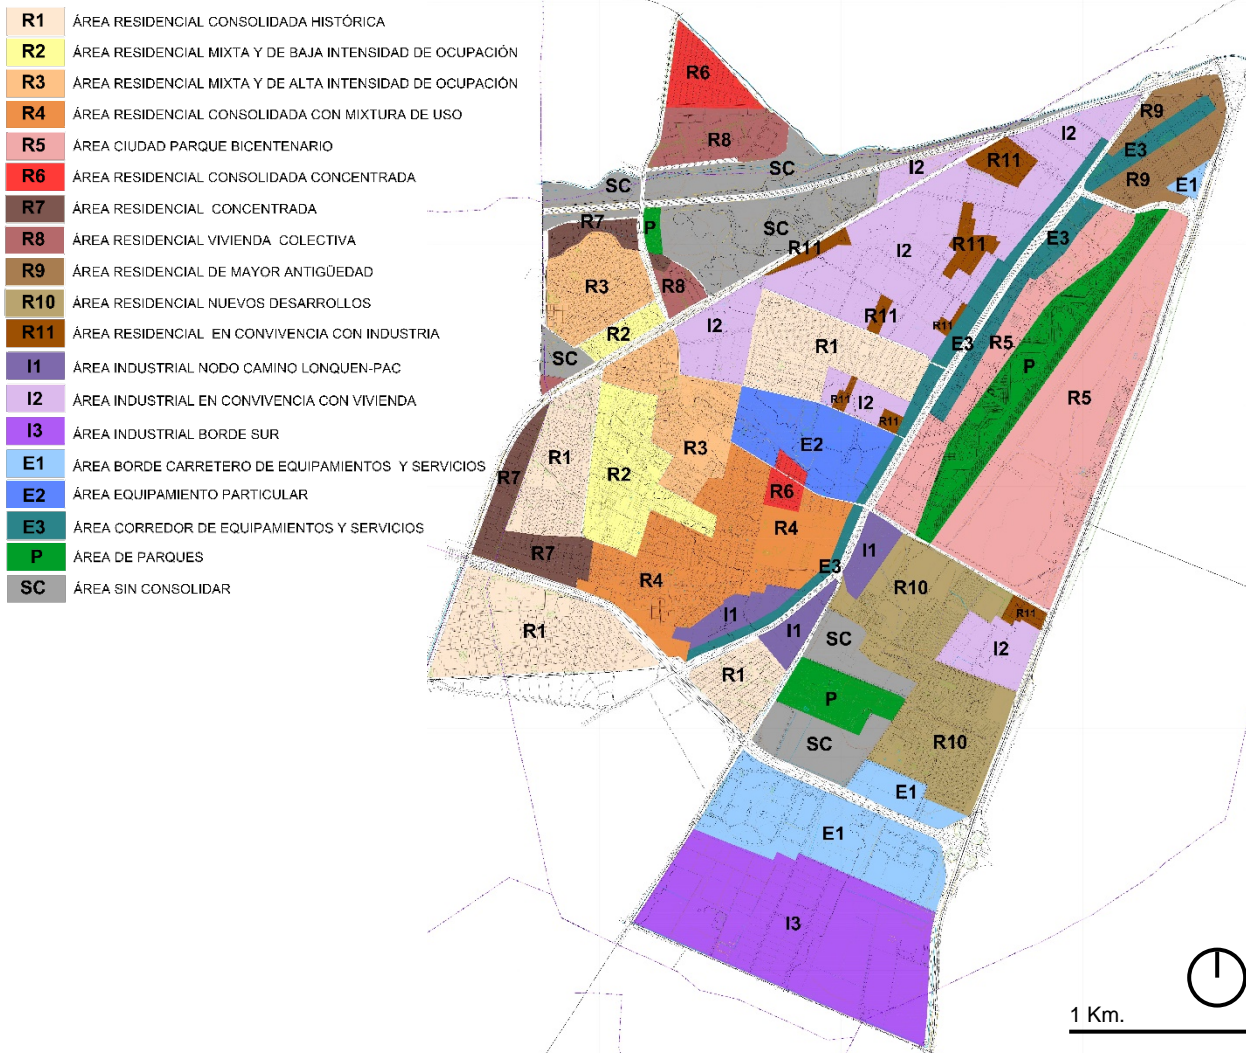 R1 ÁREA RESIDENCIAL CONSOLIDADA HISTÓRICA
R2 ÁREA RESIDENCIAL MIXTA Y DE BAJA INTENSIDAD DE OCUPACIÓN
R3 ÁREA RESIDENCIAL MIXTA Y DE ALTA INTENSIDAD DE OCUPACIÓN
R4 ÁREA RESIDENCIAL CONSOLIDADA CON MIXTURA DE USO
R5 ÁREA CIUDAD PARQUE BICENTENARIO
R6 ÁREA RESIDENCIAL CONSOLIDADA CONCENTRADA
R7 ÁREA RESIDENCIAL CONCENTRADA
R8 ÁREA RESIDENCIAL VIVIENDA COLECTIVA
R9 ÁREA RESIDENCIAL DE MAYOR ANTIGÜEDAD
R10 ÁREA RESIDENCIAL NUEVOS DESARROLLOS
R11 ÁREA RESIDENCIAL EN CONVIVENCIA CON INDUSTRIA
I1 ÁREA INDUSTRIAL NODO CAMINO LONQUEN-PAC
I2 ÁREA INDUSTRIAL EN CONVIVENCIA CON VIVIENDA
I3 ÁREA INDUSTRIAL BORDE SUR
E1 ÁREA BORDE CARRETERO DE EQUIPAMIENTOS Y SERVICIOS
E2 ÁREA EQUIPAMIENTO PARTICULAR
E3 ÁREA CORREDOR DE EQUIPAMIENTOS Y SERVICIOS
P ÁREA DE PARQUES
SC ÁREA SIN CONSOLIDAR
R6
R9
I2
R8
E3
R11
SC
I2
R9
E1
SC
R7
P
SC
E3
R11
R11
I2
R3
R8
R11
R11
I2
R2
R1
E3
R5
SC
P
R5
R11
I2
R11
E2
R3
R1
R2
R7
R6
R4
I1
R7
E3
R4
R10
R11
I1
I1
R1
SC
I2
R1
P
SC
R10
E1
E1
I3
1 Km.